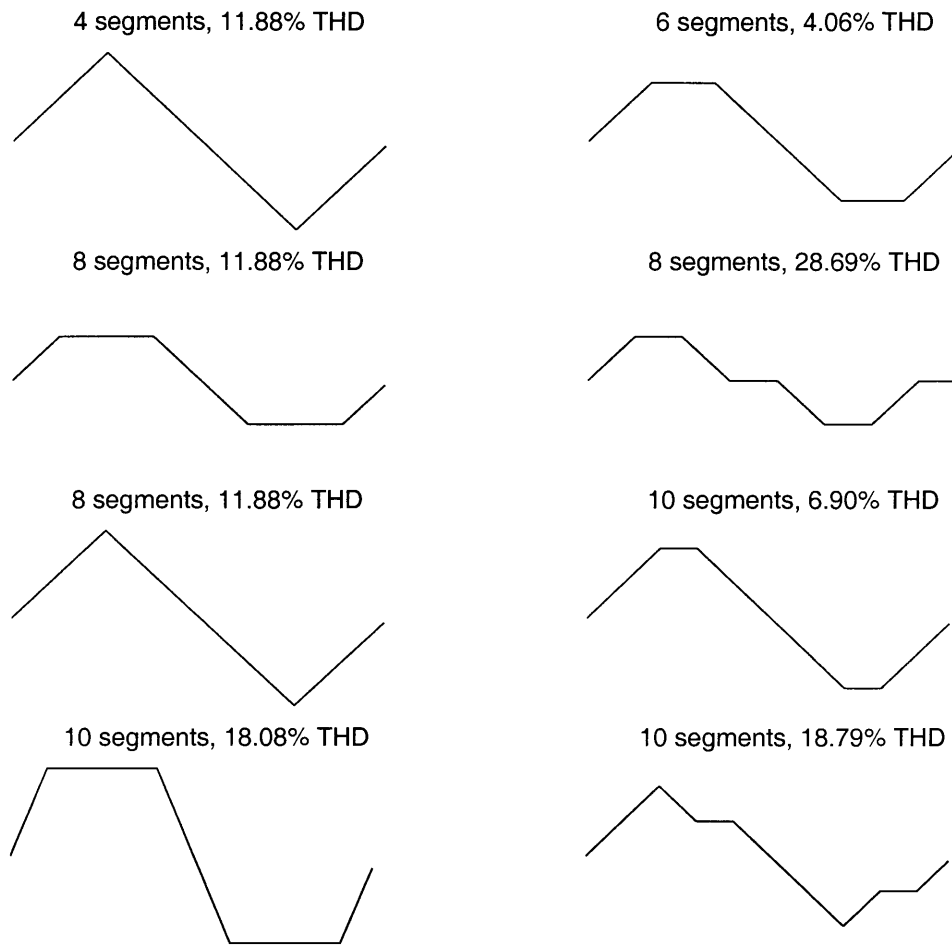 4 segments, 11.88% THD
6 segments, 4.06% THD
8 segments, 11.88% THD
8 segments, 28.69% THD
8 segments, 11.88% THD
10 segments, 6.90% THD
10 segments, 18.08% THD
10 segments, 18.79% THD